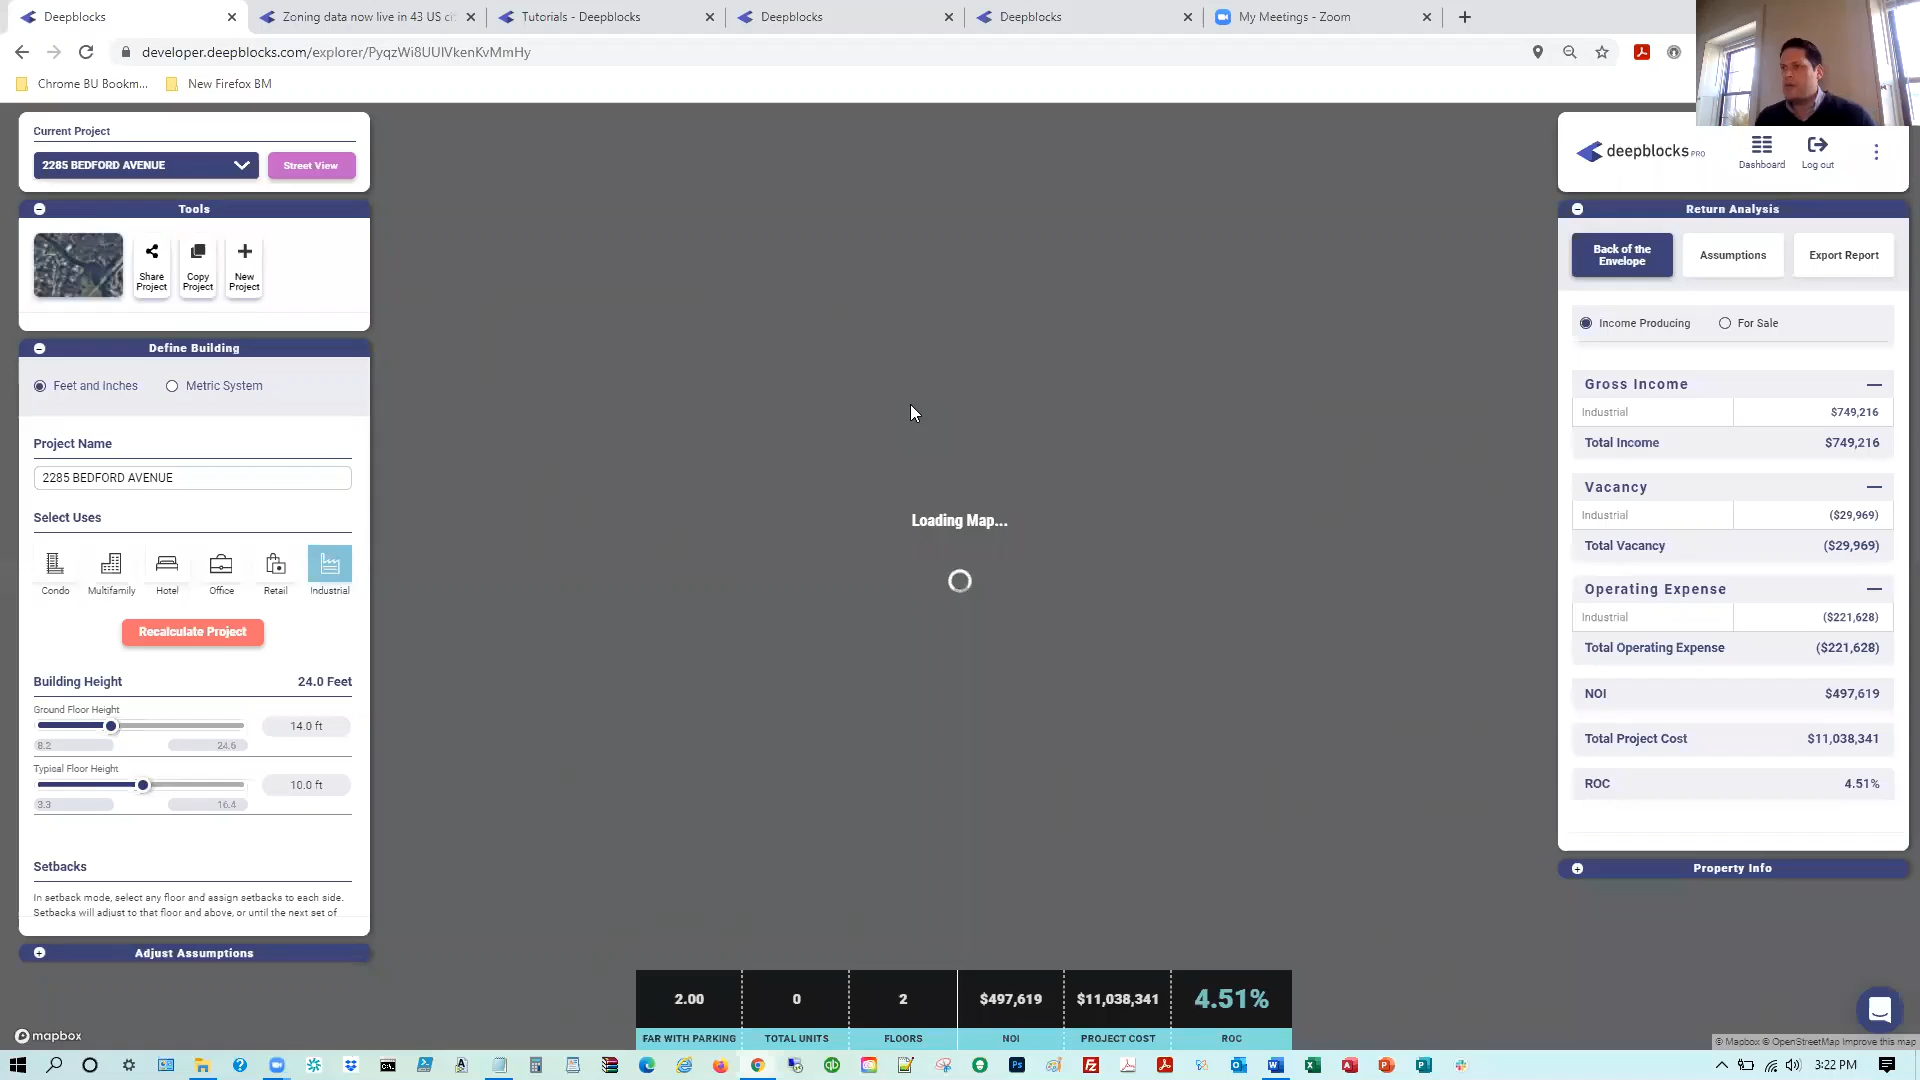 Deepblocks
Zoning data now live in 43 US ci
Tutorials - Deepblocks
Deepblocks
Deepblocks
My Meetings - Zoom
developer.deepblocks.com/explorer/PyqzWi8UUlVkenKvMmHy
Chrome BU Bookm...
New Firefox BM
Current Project
2285 BEDFORD AVENUE
Street View
Tools
Share Project
Copy Project
New Project
Define Building
Feet and Inches
Metric System
Project Name
2285 BEDFORD AVENUE
Select Uses
Condo
Multifamily
Hotel
Office
Retail
Industrial
Recalculate Project
Building Height
24.0 Feet
Ground Floor Height
14.0 ft
8.2
24.6
Typical Floor Height
10.0 ft
3.3
16.4
Setbacks
In setback mode, select any floor and assign setbacks to each side.
Setbacks will adjust to that floor and above, or until the next set of
Adjust Assumptions
mapbox
Loading Map...
2.00
0
2
$497,619
$11,038,341
4.51%
FAR WITH PARKING
TOTAL UNITS
FLOORS
NOI
PROJECT COST
ROC
deepblocks PRO
Dashboard
Log out
Return Analysis
Back of the Envelope
Assumptions
Export Report
Income Producing
For Sale
Gross Income
Industrial
$749,216
Total Income
$749,216
Vacancy
Industrial
($29,969)
Total Vacancy
($29,969)
Operating Expense
Industrial
($221,628)
Total Operating Expense
($221,628)
NOI
$497,619
Total Project Cost
$11,038,341
ROC
4.51%
Property Info
© Mapbox © OpenStreetMap Improve this map
3:22 PM